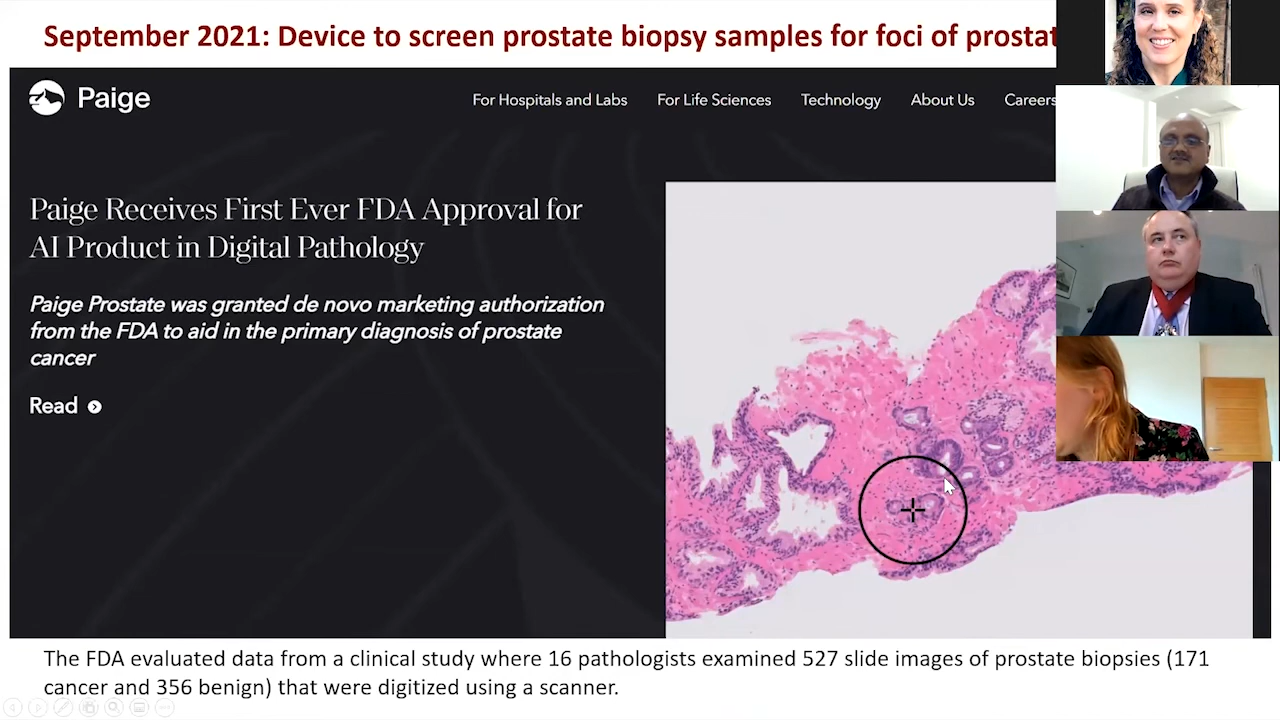 September 2021: Device to screen prostate biopsy samples for foci of prostat
Paige
For Hospitals and Labs For Life Sciences Technology About Us Careers
Paige Receives First Ever FDA Approval for
AI Product in Digital Pathology
Paige Prostate was granted de novo marketing authorization
from the FDA to aid in the primary diagnosis of prostate
cancer
Read
The FDA evaluated data from a clinical study where 16 pathologists examined 527 slide images of prostate biopsies (171
cancer and 356 benign) that were digitized using a scanner.